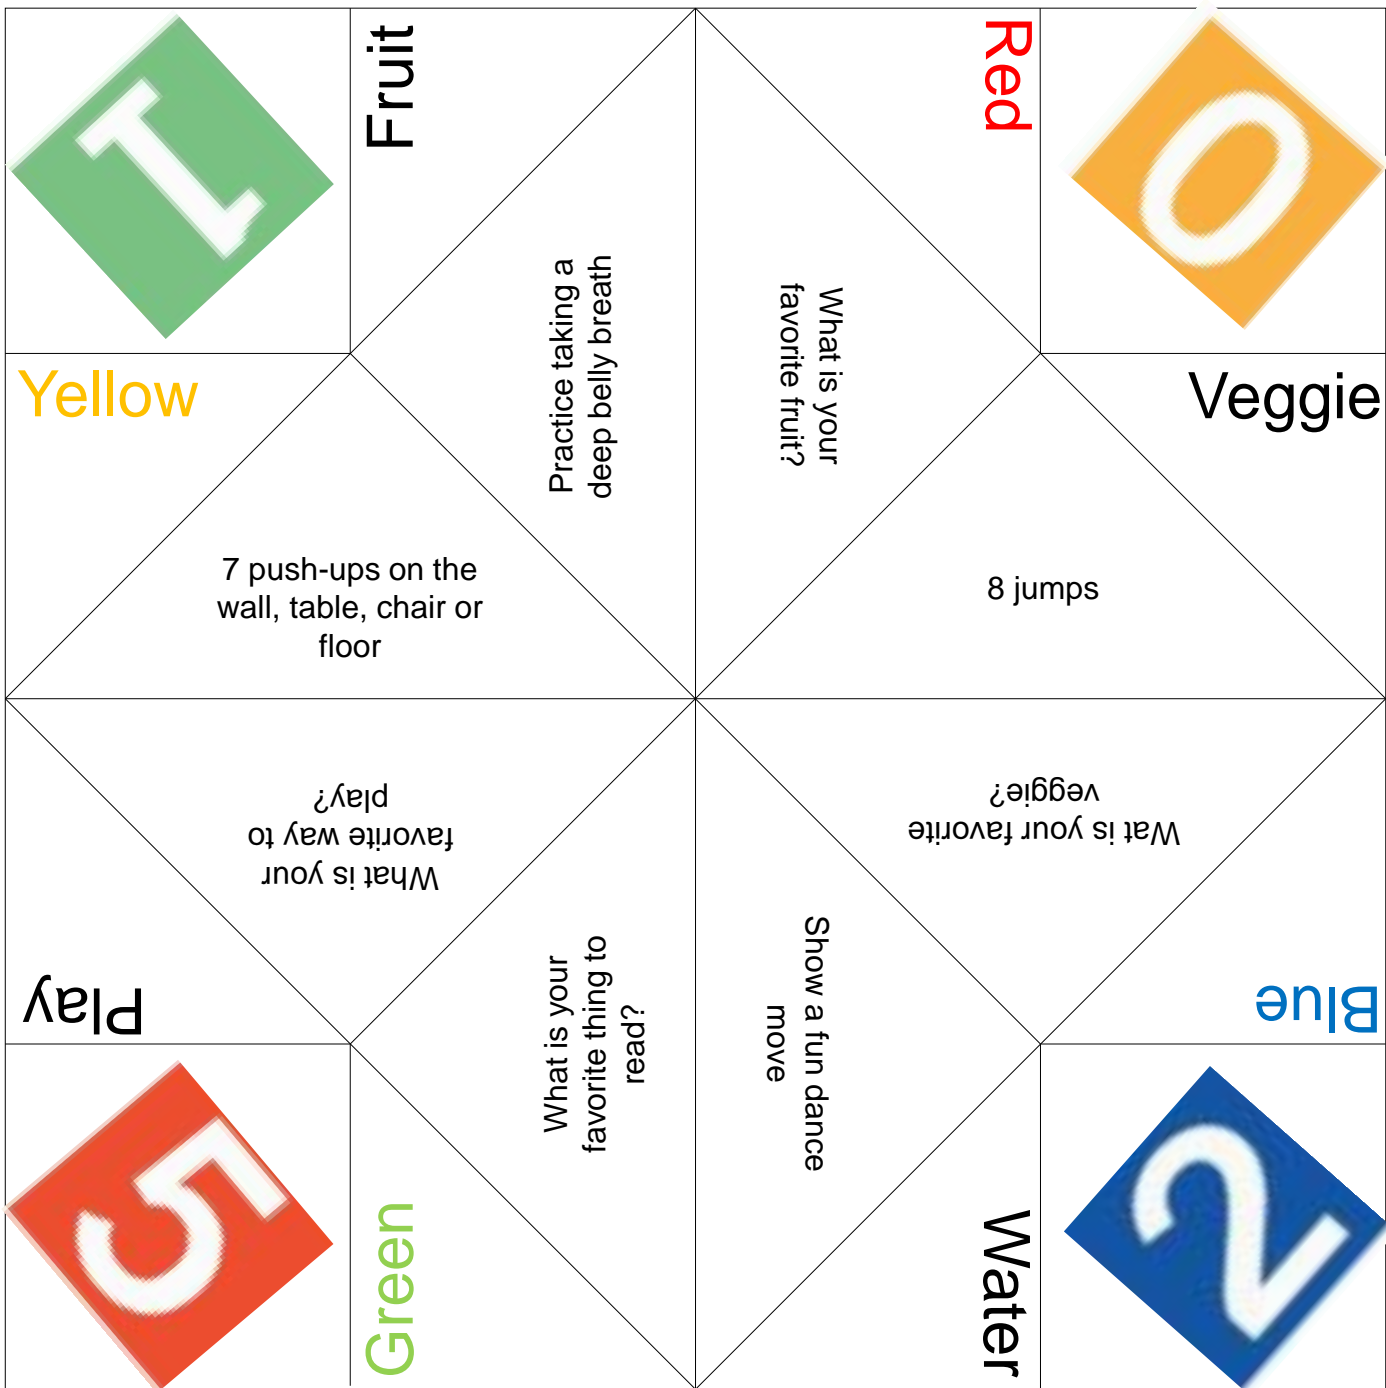 1
Fruit
Red
0
Yellow
Veggie
Practice taking a
deep belly breath
What is your
favorite fruit?
7 push-ups on the
wall, table, chair or
floor
8 jumps
What is your
favorite way to
play?
Wat is your favorite
veggie?
What is your
favorite thing to
read?
Show a fun dance
move
Play
Blue
5
Green
Water
2